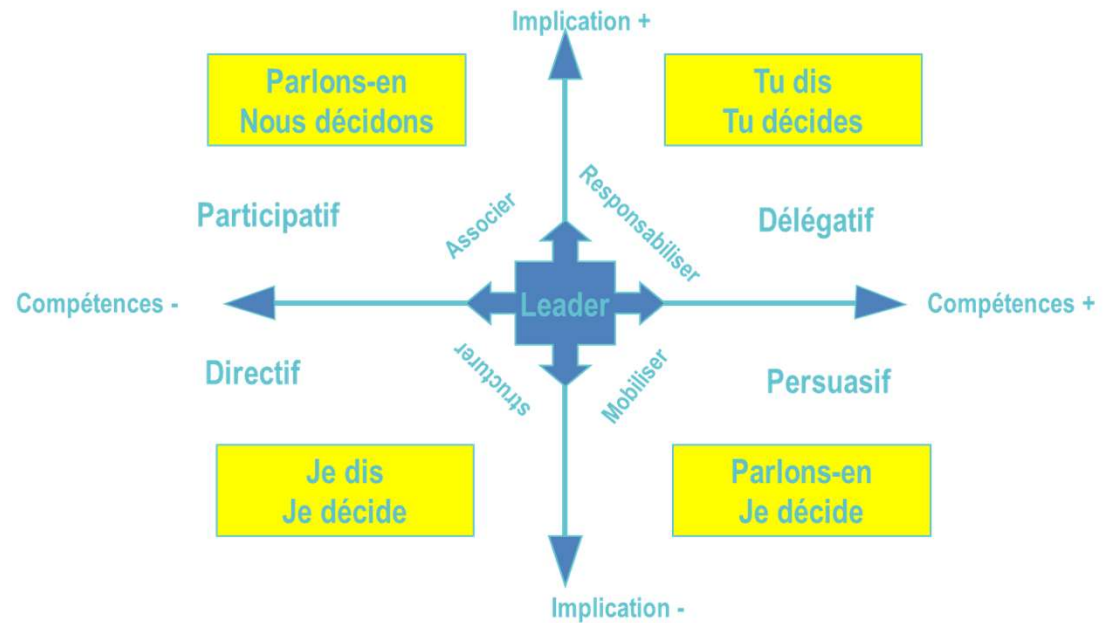 Implication +
Parlons-en
Nous décidons
Tu dis
Tu décides
Participatif
Associer
Responsabiliser
Délégatif
Compétences -
Leader
Compétences +
Directif
structurer
Mobiliser
Persuasif
Je dis
Je décide
Parlons-en
Je décide
Implication -